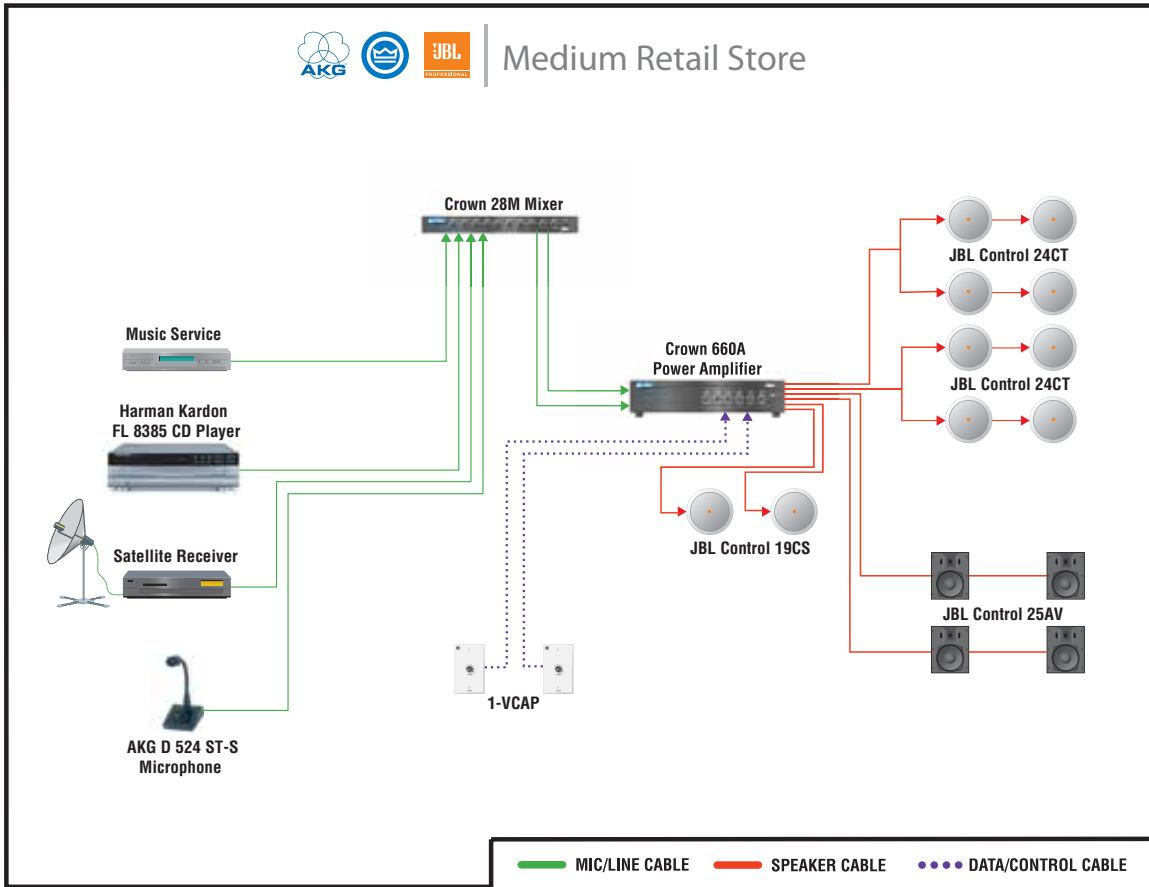 AKG
JBL
PROFESSIONAL
Medium Retail Store
Crown 28M Mixer
JBL Control 24CT
Music Service
Crown 660A
Power Amplifier
JBL Control 24CT
Harman Kardon
FL 8385 CD Player
JBL Control 19CS
Satellite Receiver
JBL Control 25AV
1-VCAP
AKG D 524 ST-S
Microphone
MIC/LINE CABLE
SPEAKER CABLE
DATA/CONTROL CABLE